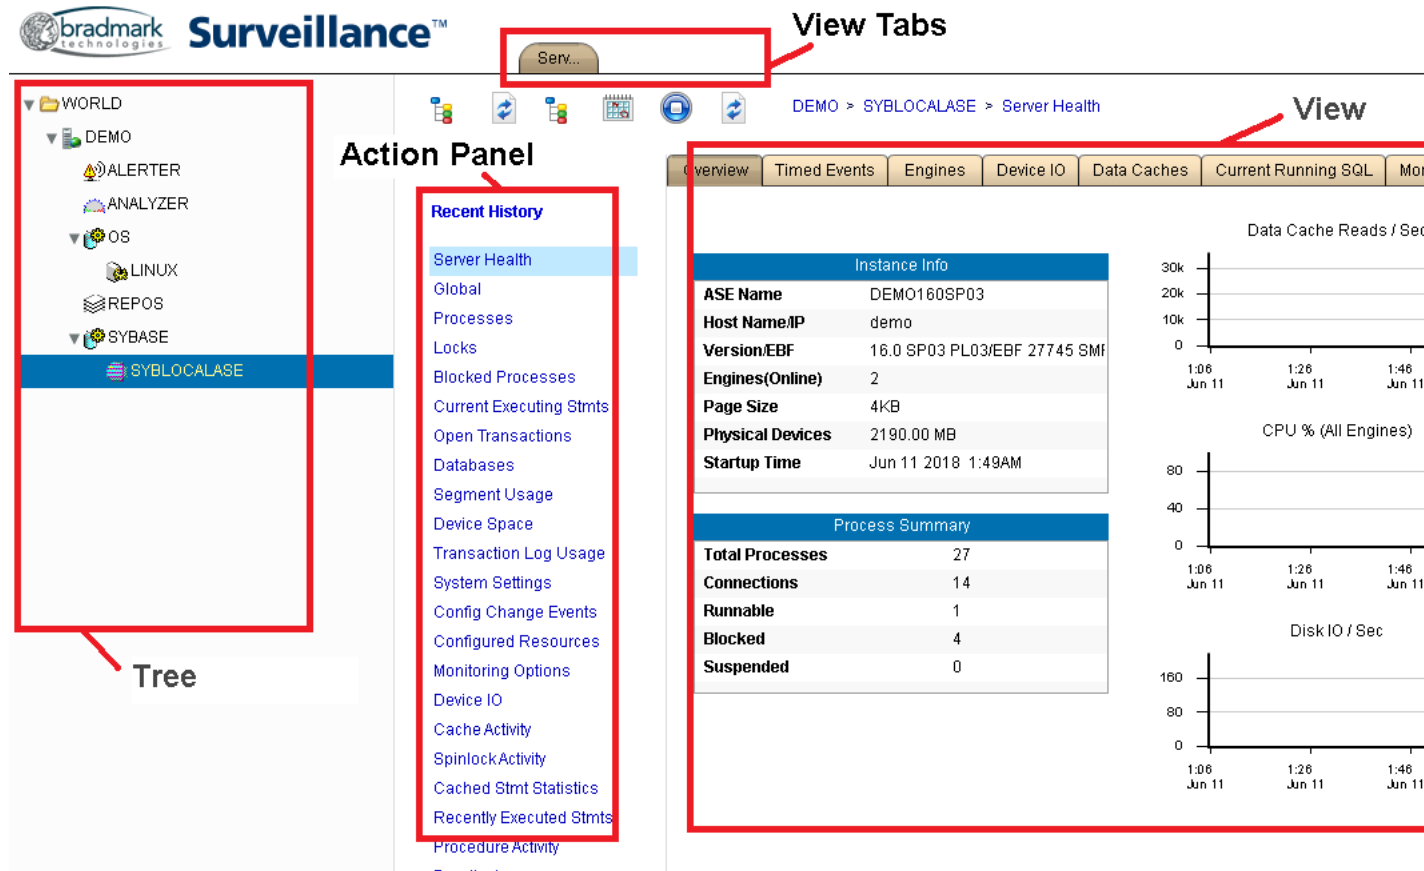 bradmark
technologies
Surveillance™
View Tabs
Serv...
WORLD
DEMO
ALERTER
ANALYZER
OS
LINUX
REPOS
SYBASE
SYBLOCALASE
Tree
Action Panel
Recent History
Server Health
Global
Processes
Locks
Blocked Processes
Current Executing Stmts
Open Transactions
Databases
Segment Usage
Device Space
Transaction Log Usage
System Settings
Config Change Events
Configured Resources
Monitoring Options
Device IO
Cache Activity
Spinlock Activity
Cached Stmt Statistics
Recently Executed Stmts
Procedure Activity
DEMO > SYBLOCALASE > Server Health
View
Overview Timed Events Engines Device IO Data Caches Current Running SQL Mor
Instance Info
ASE Name DEMO160SP03
Host Name/IP demo
Version/EBF 16.0 SP03 PL03/EBF 27745 SMP
Engines(Online) 2
Page Size 4KB
Physical Devices 2190.00 MB
Startup Time Jun 11 2018 1:49AM
Process Summary
Total Processes 27
Connections 14
Runnable 1
Blocked 4
Suspended 0
Data Cache Reads / Sec
30k
20k
10k
0
1:06 1:26 1:46
Jun 11 Jun 11 Jun 11
CPU % (All Engines)
80
40
0
1:06 1:26 1:46
Jun 11 Jun 11 Jun 11
Disk IO / Sec
160
80
0
1:06 1:26 1:46
Jun 11 Jun 11 Jun 11